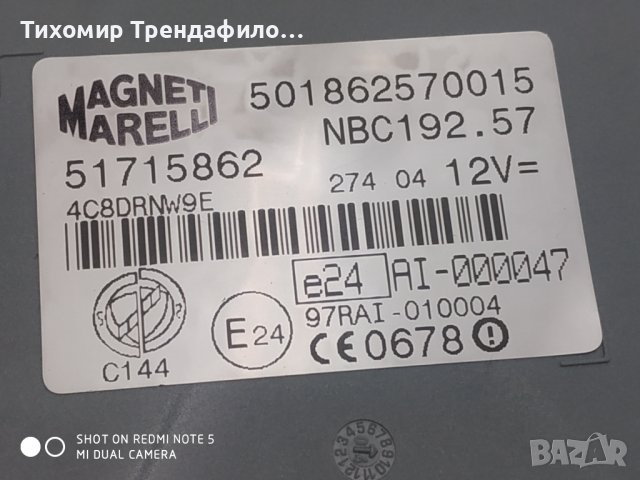 Тихомир Трендафило...
MAGNETI MARELLI
501862570015
NBC192.57
51715862
274 04 12V=
4C8DRNW9E
e24 AI-000047
97RAI-010004
E24
CE0678
C144
SHOT ON REDMI NOTE 5
MI DUAL CAMERA
BAZAR